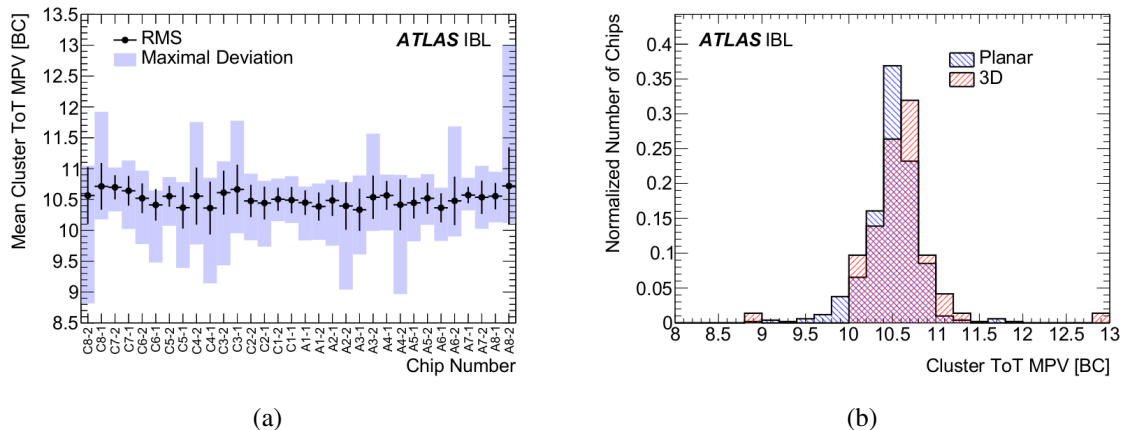 13.5
13
12.5
12
11.5
11
10.5
10
9.5
9
8.5
Mean Cluster ToT MPV [BC]
RMS
Maximal Deviation
ATLAS IBL
C8-2 C8-1 C7-2 C7-1 C6-2 C6-1 C5-2 C5-1 C4-2 C4-1 C3-2 C3-1 C2-2 C2-1 C1-2 C1-1 A1-1 A1-2 A2-1 A2-2 A3-1 A3-2 A4-1 A4-2 A5-1 A5-2 A6-1 A6-2 A7-1 A7-2 A8-1 A8-2
Chip Number
(a)
0.4
0.35
0.3
0.25
0.2
0.15
0.1
0.05
0
Normalized Number of Chips
ATLAS IBL
Planar
3D
8 8.5 9 9.5 10 10.5 11 11.5 12 12.5 13
Cluster ToT MPV [BC]
(b)